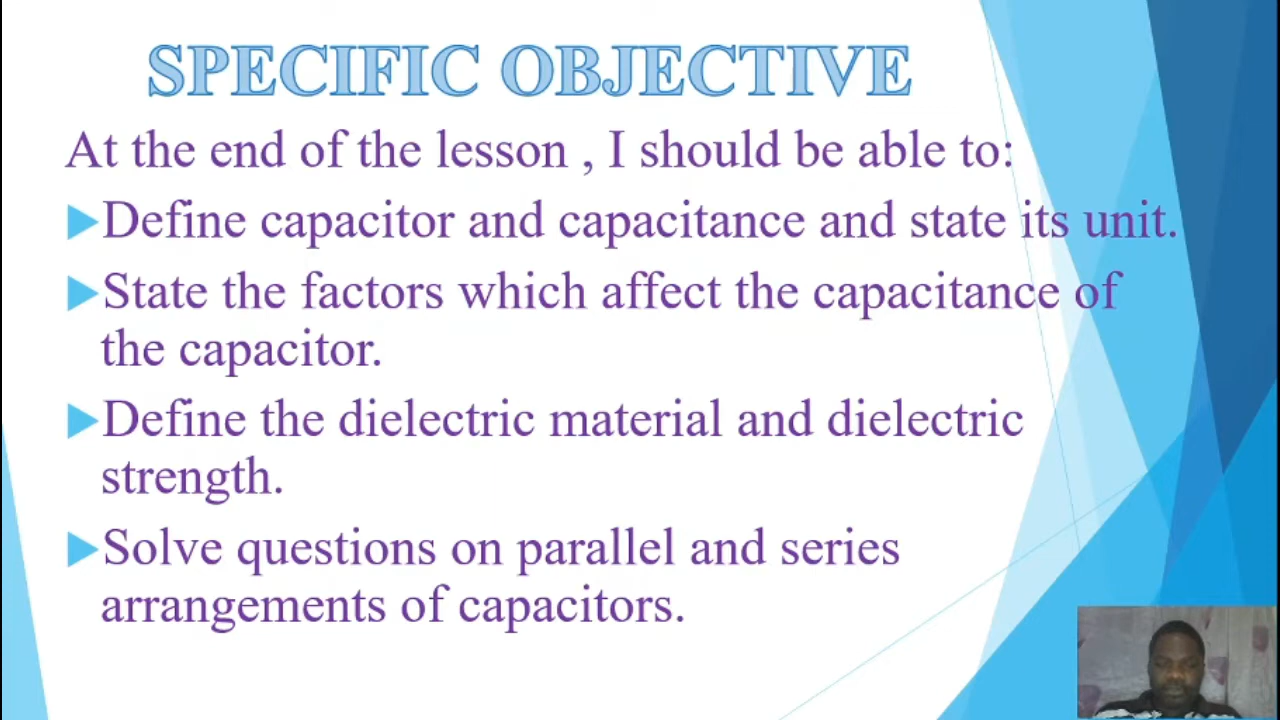 SPECIFIC OBJECTIVE
At the end of the lesson , I should be able to:
Define capacitor and capacitance and state its unit.
State the factors which affect the capacitance of
the capacitor.
Define the dielectric material and dielectric
strength.
Solve questions on parallel and series
arrangements of capacitors.